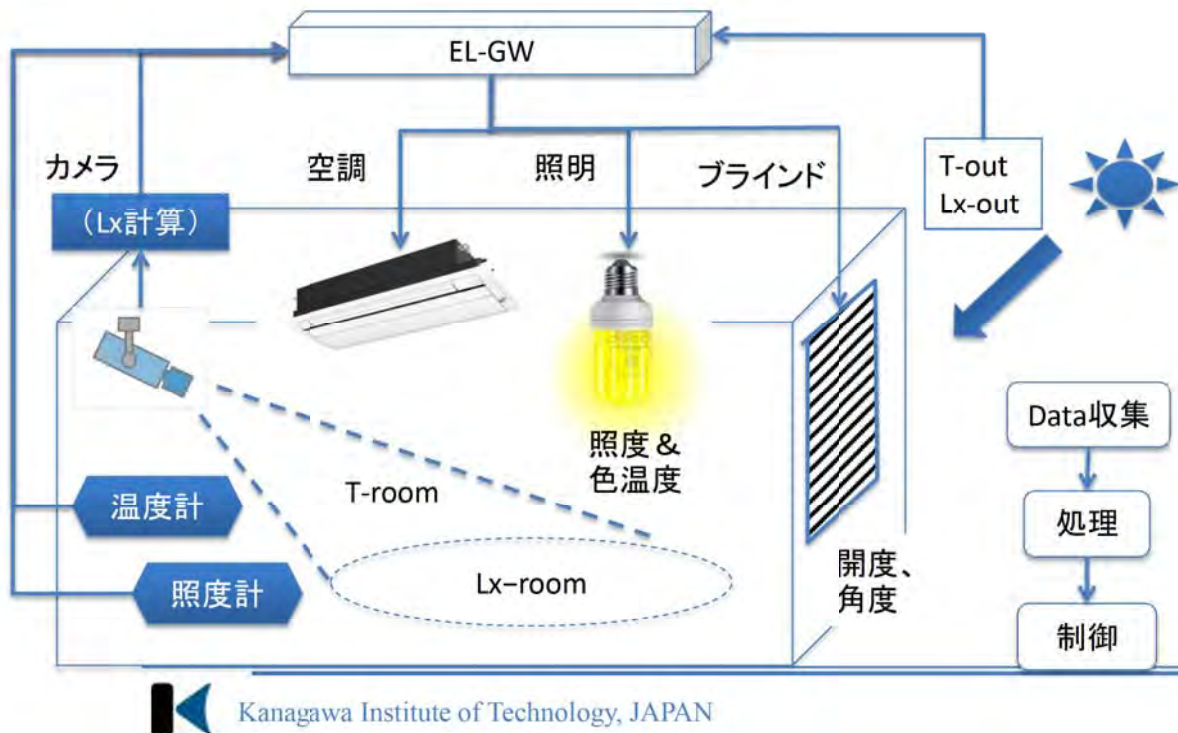 EL-GW
カメラ
空調
照明
ブラインド
T-out
Lx-out
（Lx計算）
照度＆
色温度
Data収集
T-room
温度計
処理
Lx−room
照度計
開度、
角度
制御
Kanagawa Institute of Technology, JAPAN